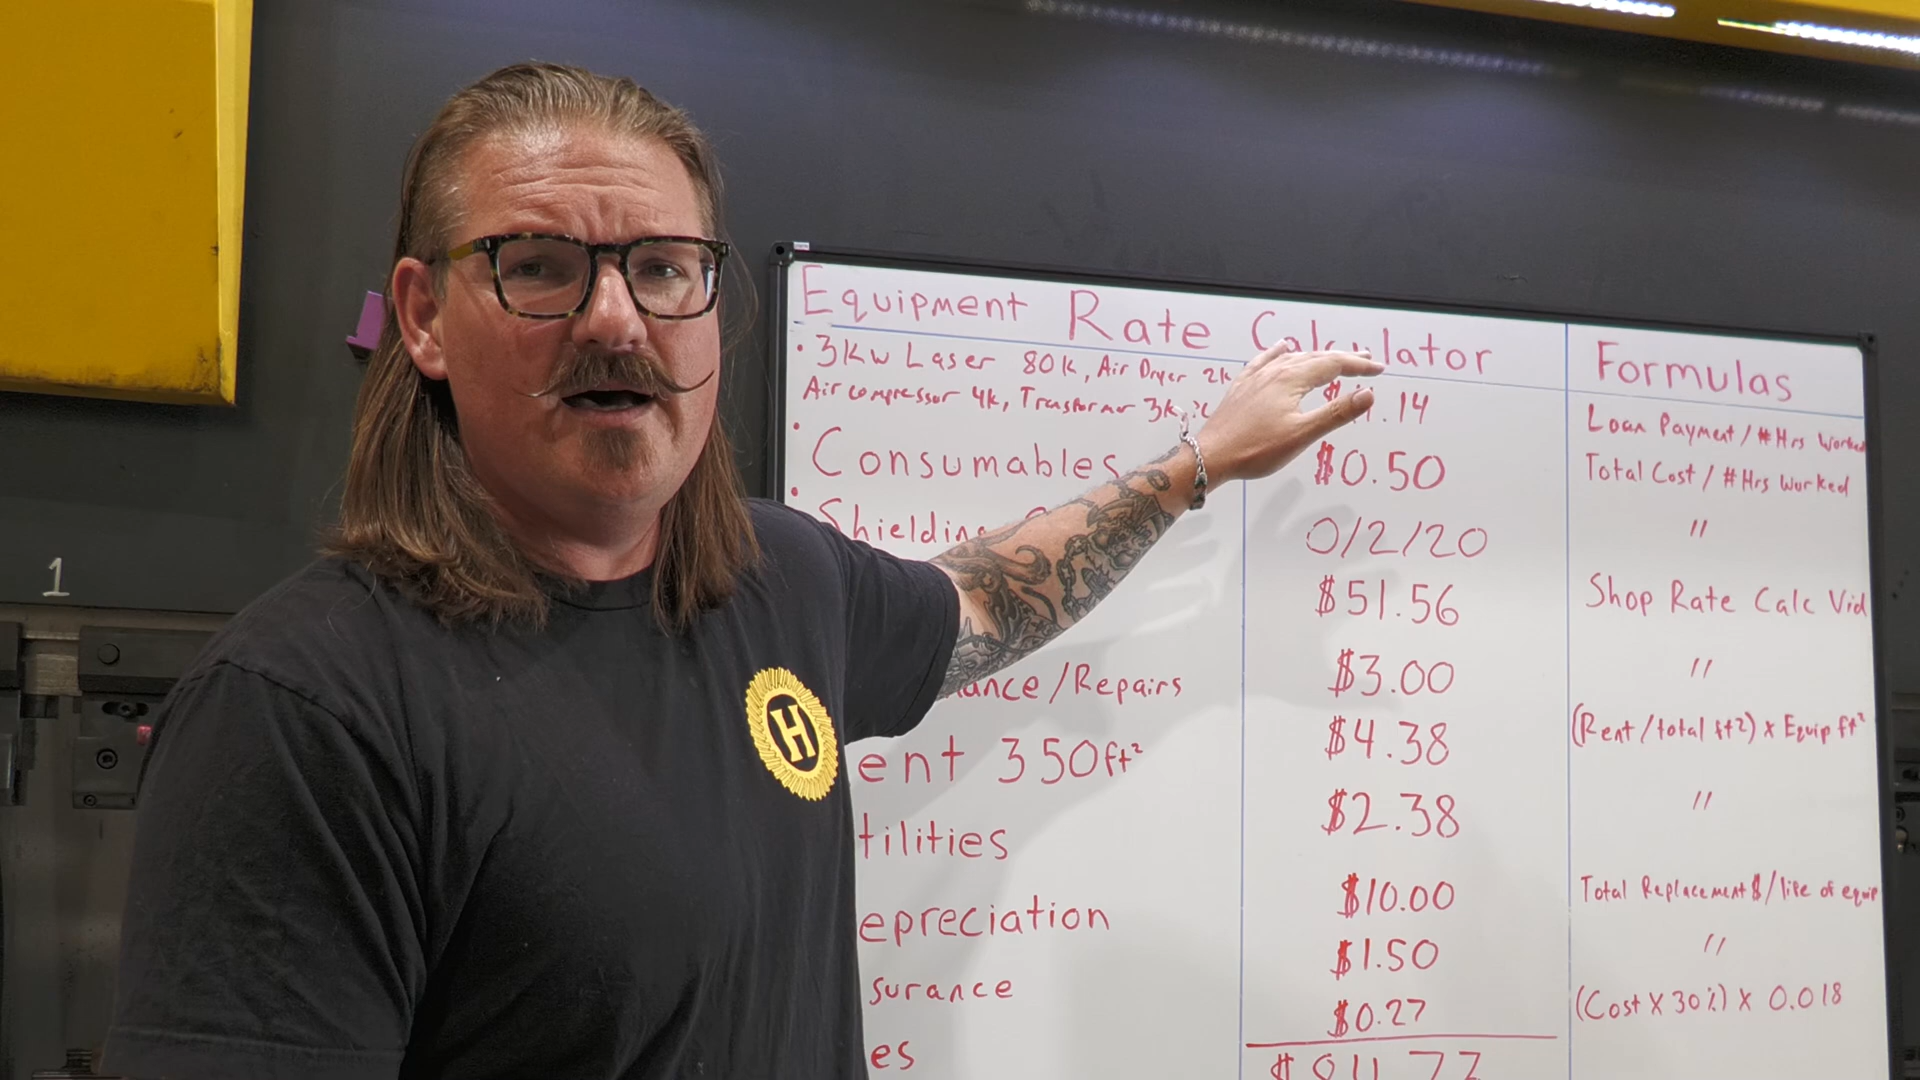 Equipment Rate Calculator
Formulas
• 3Kw Laser 80k, Air Dryer 2k
Air compressor 4k, Transformer 3k,
.14
Loan Payment / #Hrs Worked
• Consumables
$0.50
Total Cost / #Hrs Worked
• Shielding
0/2/20
"
$51.56
Shop Rate Calc Vid
ance/Repairs
$3.00
"
ent 350ft²
$4.38
(Rent/total ft²) x Equip ft²
tilities
$2.38
"
epreciation
$10.00
Total Replacement $/life of equip
surance
$1.50
"
es
$0.27
(Cost X 30%) x 0.018
1
H